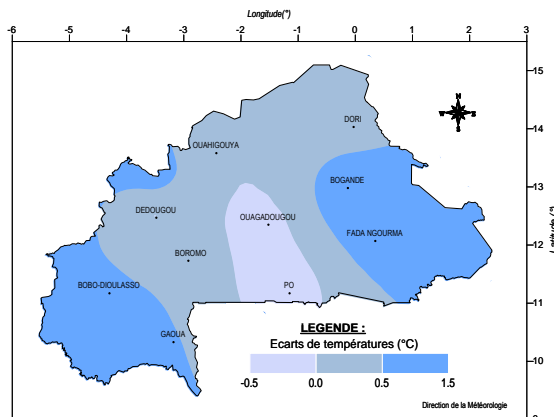 Longitude(°)
-6 -5 -4 -3 -2 -1 0 1 2 3
15
N
W E
S
DORI
14
OUAHIGOUYA
BOGANDE
13
DEDOUGOU
OUAGADOUGOU
FADA NGOURMA
12
Latitude (°)
BOROMO
BOBO-DIOULASSO
PO
11
LEGENDE :
GAOUA
Ecarts de températures (°C)
10
-0.5 0.0 0.5 1.5
Direction de la Météorologie